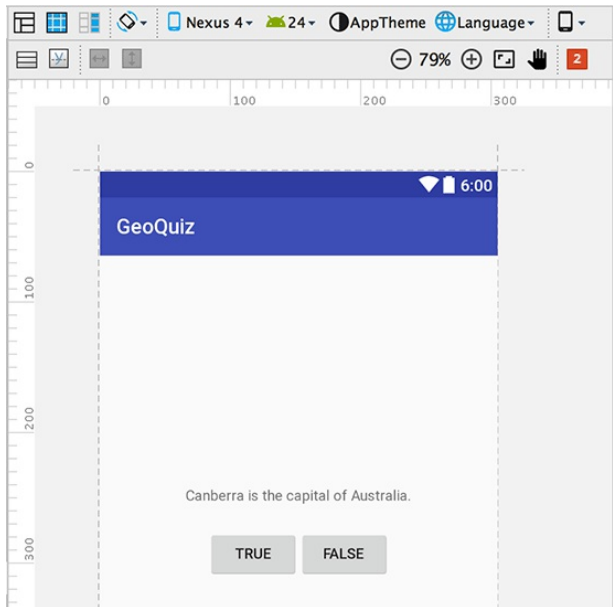 Nexus 4 24 AppTheme Language
79% 2
0 100 200 300
0
6:00
GeoQuiz
100
200
Canberra is the capital of Australia.
TRUE FALSE
300